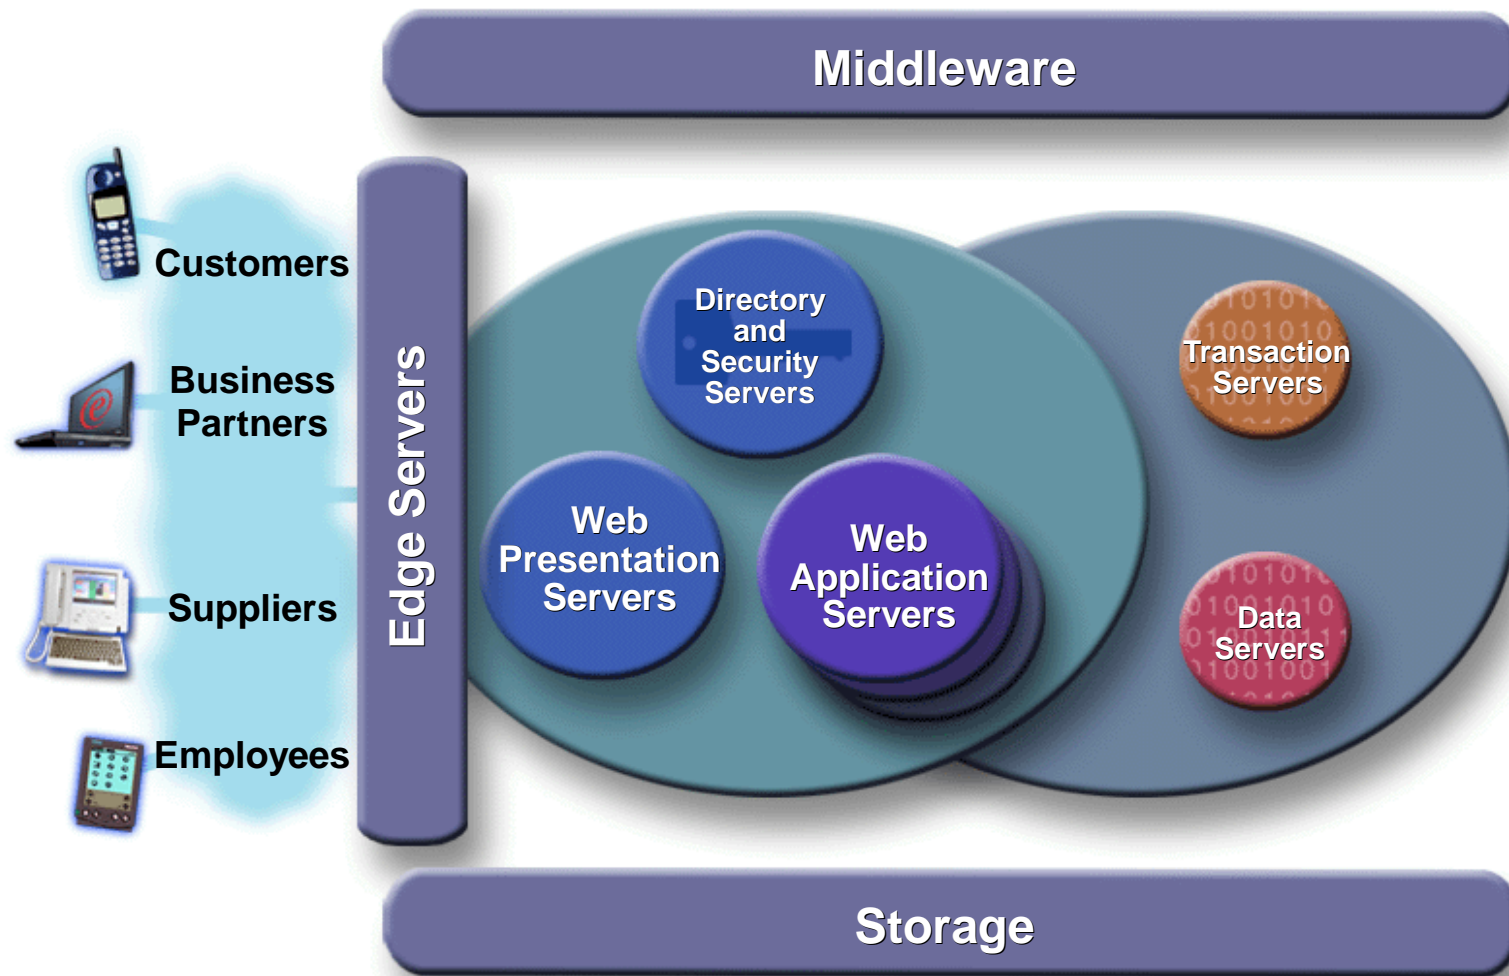 Middleware
Customers
Business
Partners
Suppliers
Employees
Edge Servers
Directory
and
Security
Servers
Web
Presentation
Servers
Web
Application
Servers
Transaction
Servers
Data
Servers
Storage